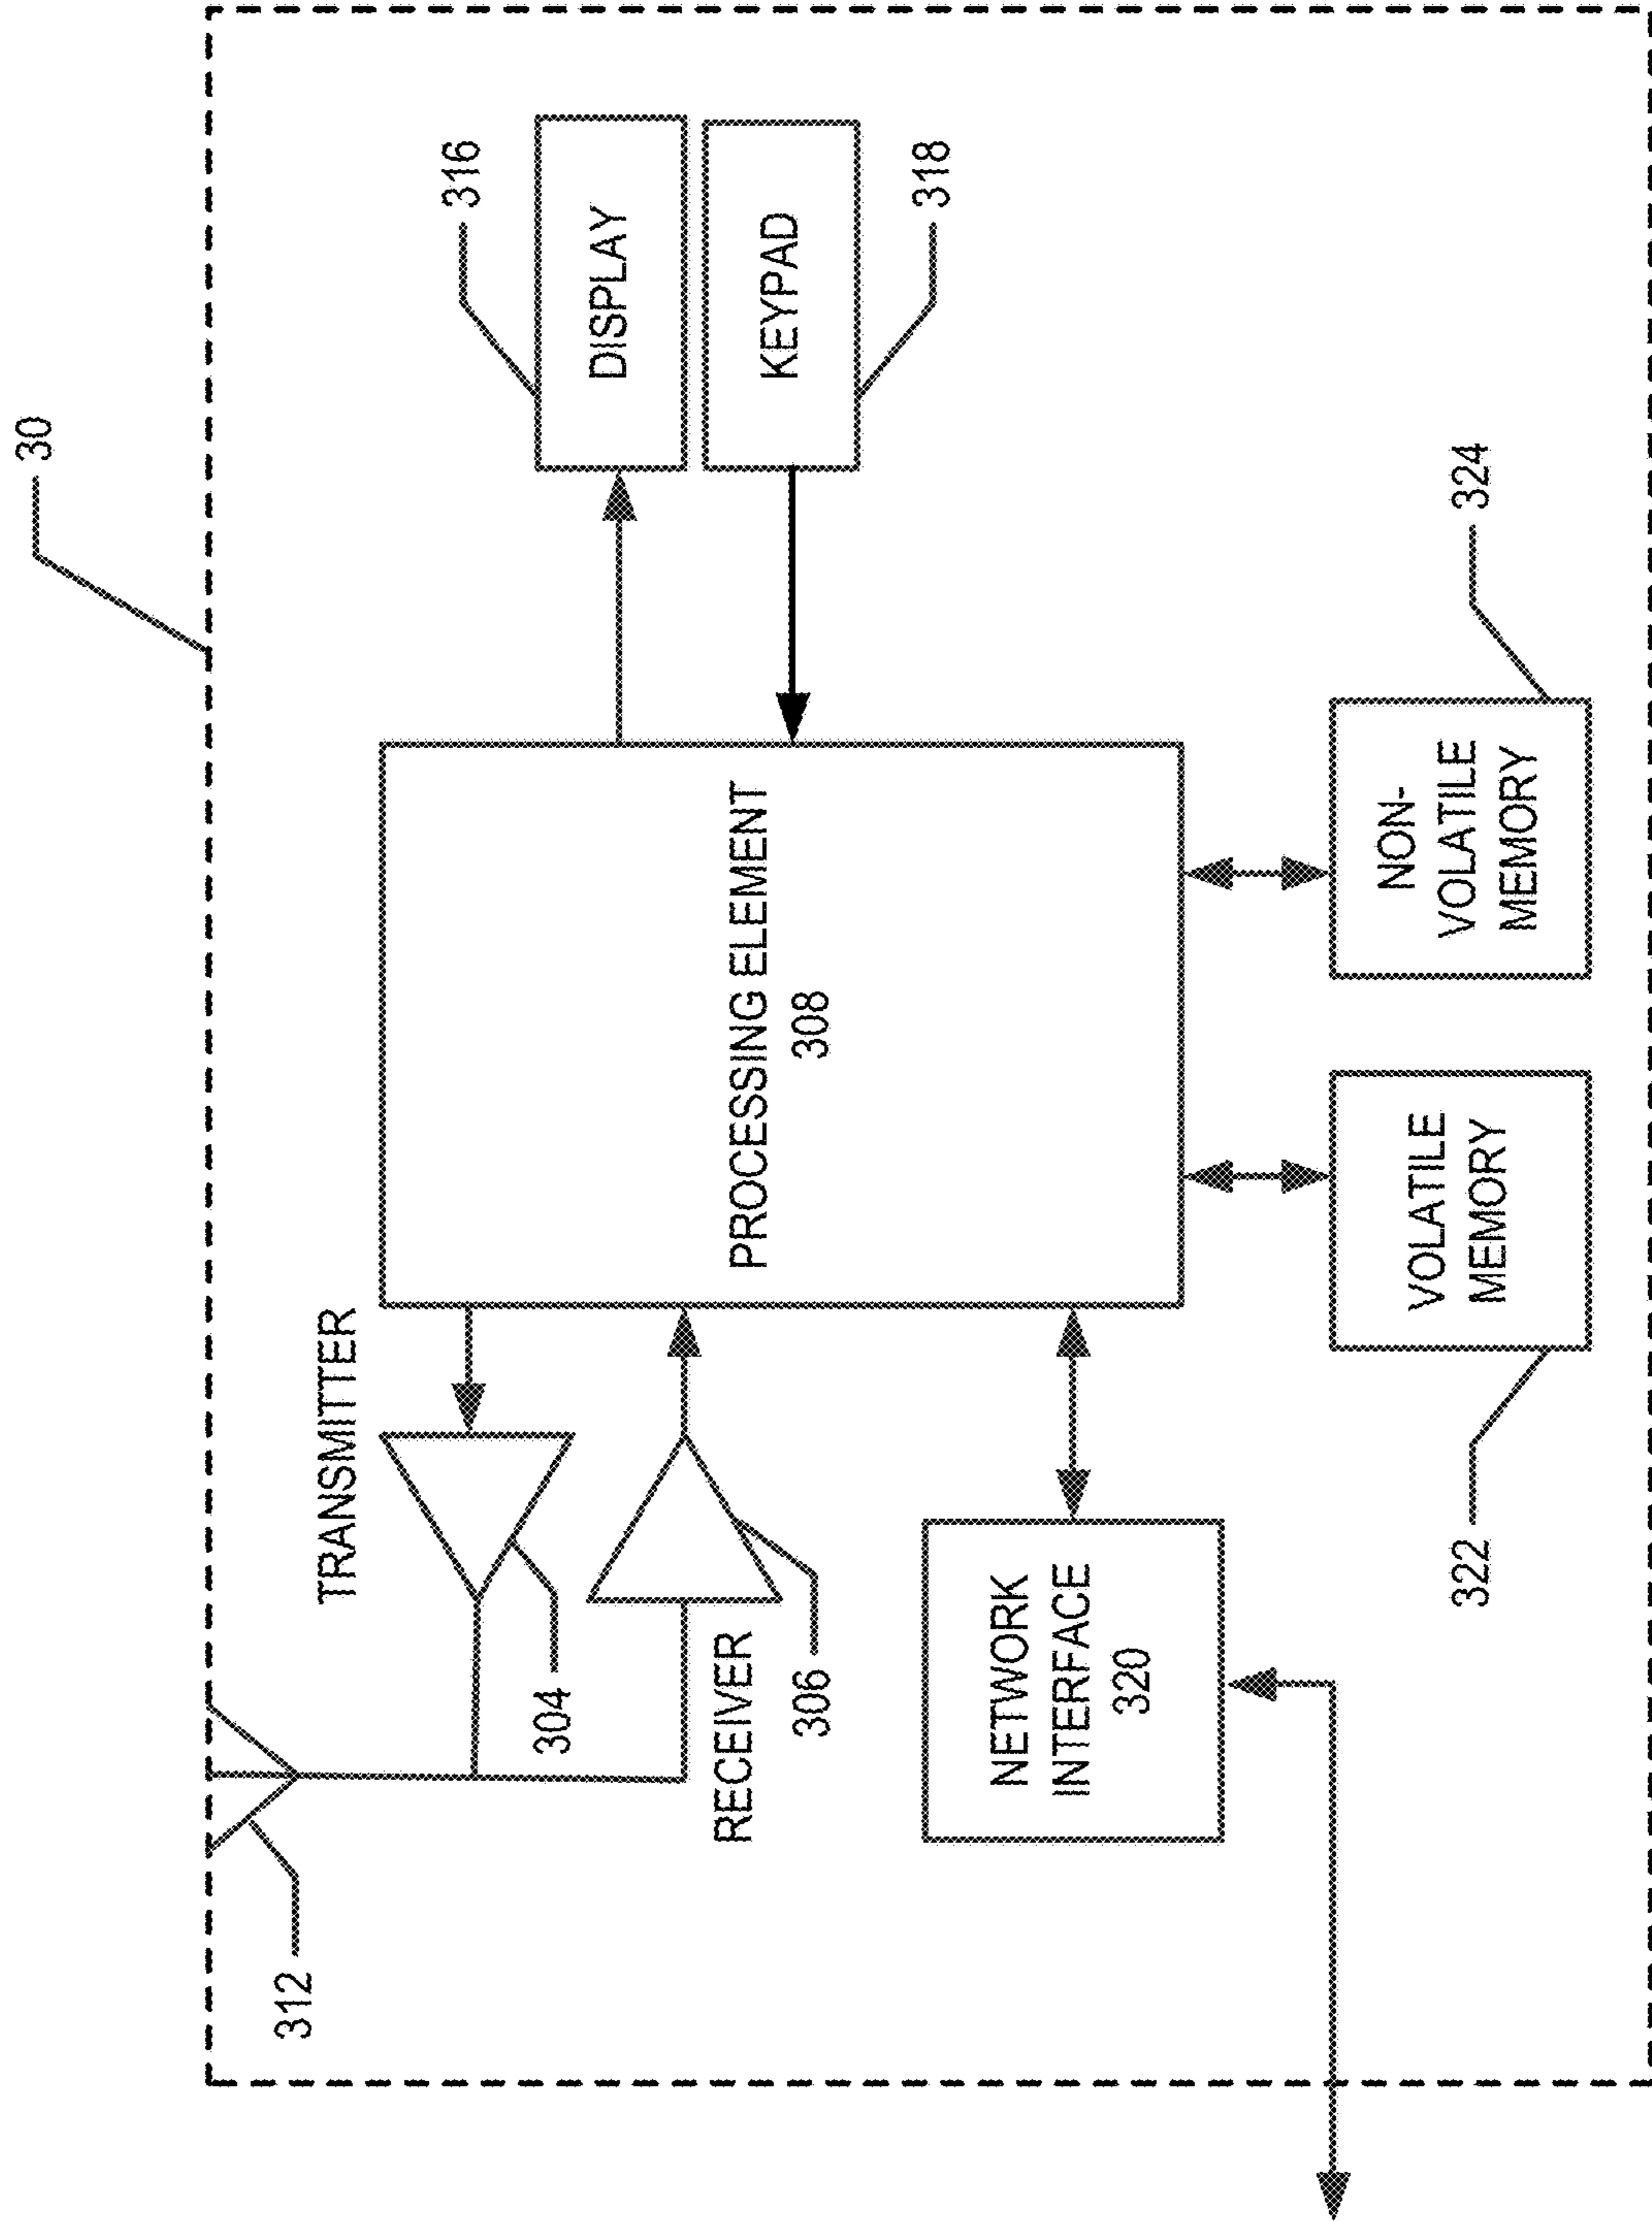 30
312
TRANSMITTER
304
RECEIVER
306
PROCESSING ELEMENT
308
316
DISPLAY
KEYPAD
318
NETWORK
INTERFACE
320
322
VOLATILE
MEMORY
NON-
VOLATILE
MEMORY
324